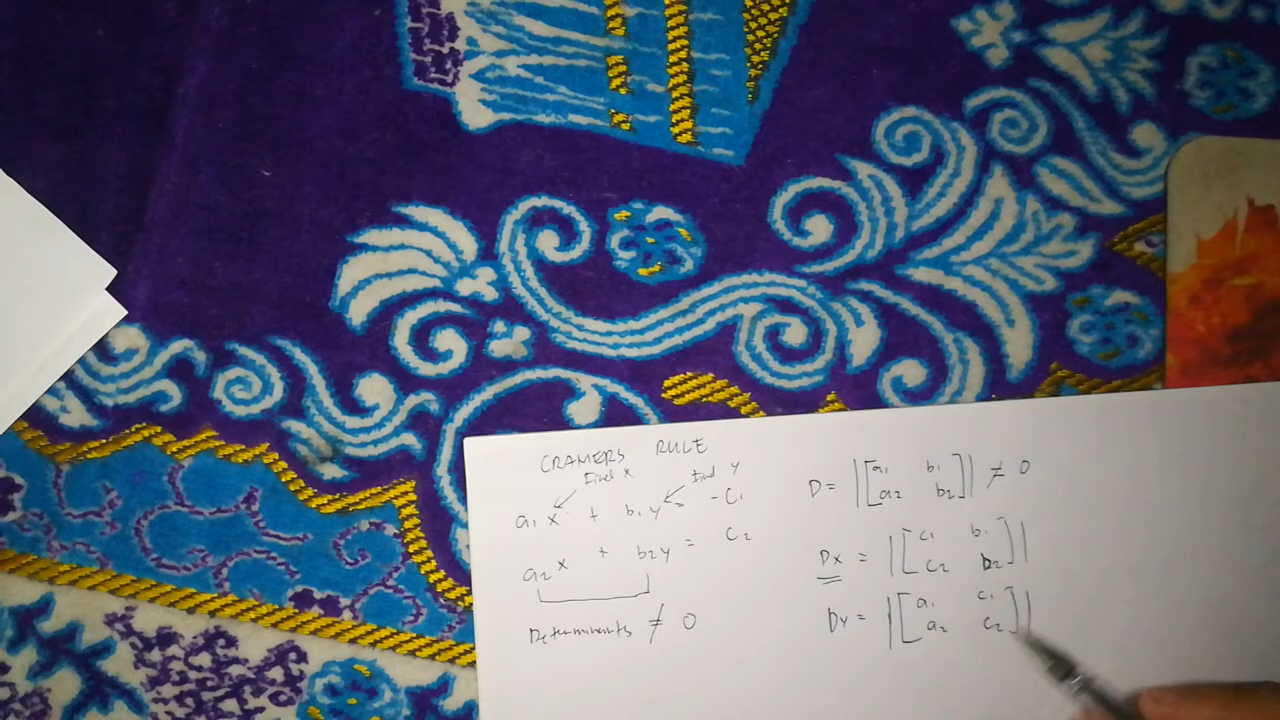 CRAMERS RULE
Find x
Find y
a1 x + b1 y = -C1
a2 x + b2 y = C2
Determinants ≠ 0
D = |[a1 b1
a2 b2]| ≠ 0
Dx = |[C1 b1
C2 b2]|
Dy = |[a1 C1
a2 C2]|